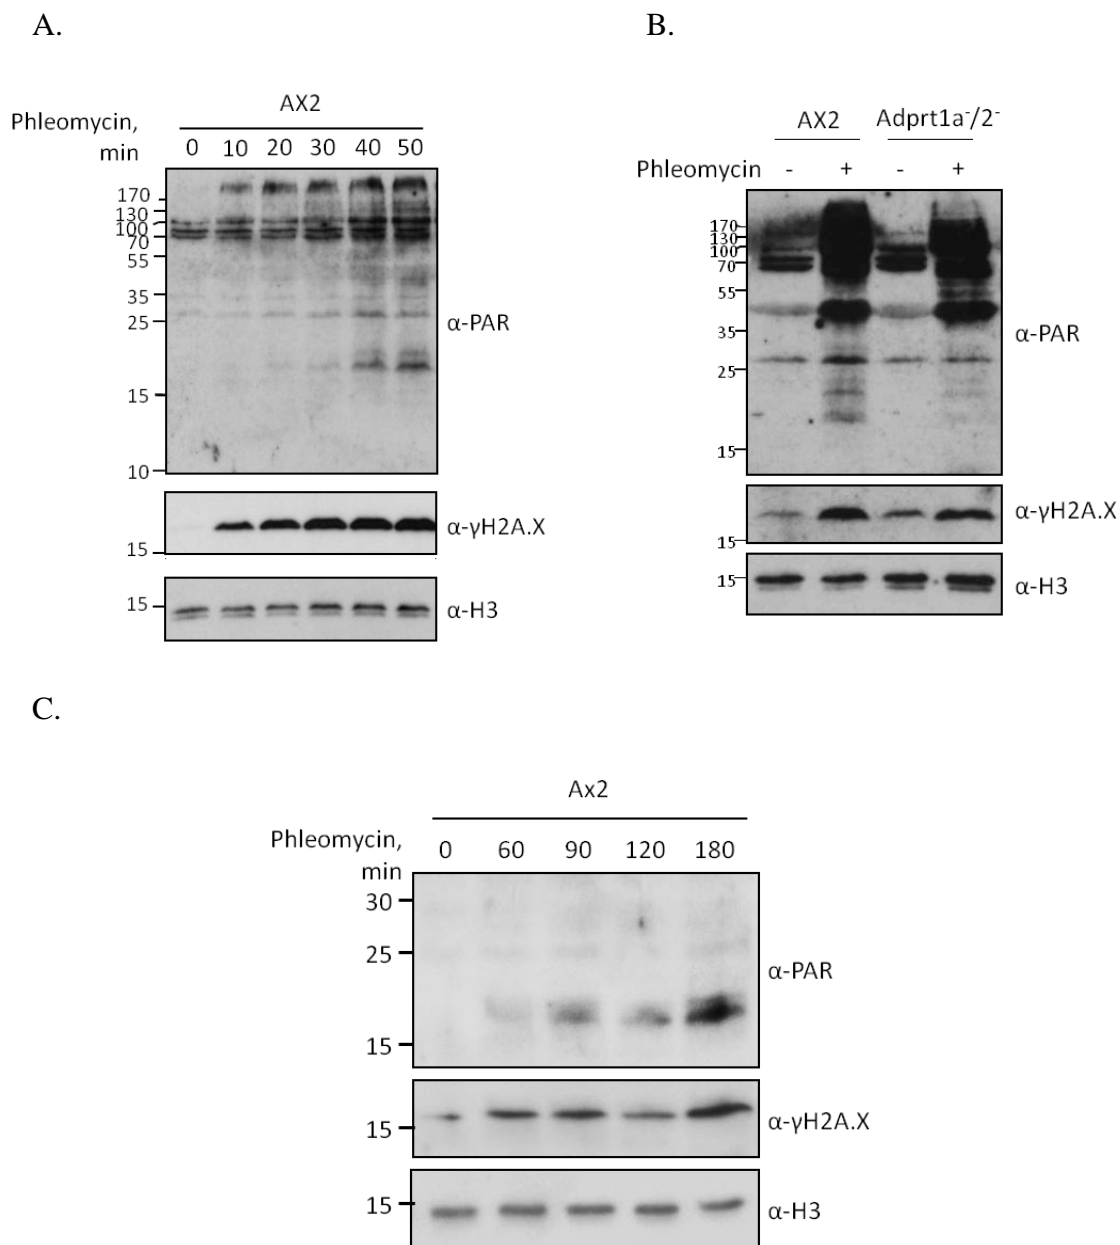 A.
AX2
Phleomycin,
min
0 10 20 30 40 50
170
130
100
70
55
35
25
15
10
α-PAR
α-γH2A.X
15
15
α-H3
B.
AX2 Adprt1a⁻/2⁻
Phleomycin - + - +
170
130
100
70
55
35
25
15
α-PAR
α-γH2A.X
15
15
α-H3
C.
Ax2
Phleomycin,
min
0 60 90 120 180
30
25
15
α-PAR
15
α-γH2A.X
15
α-H3